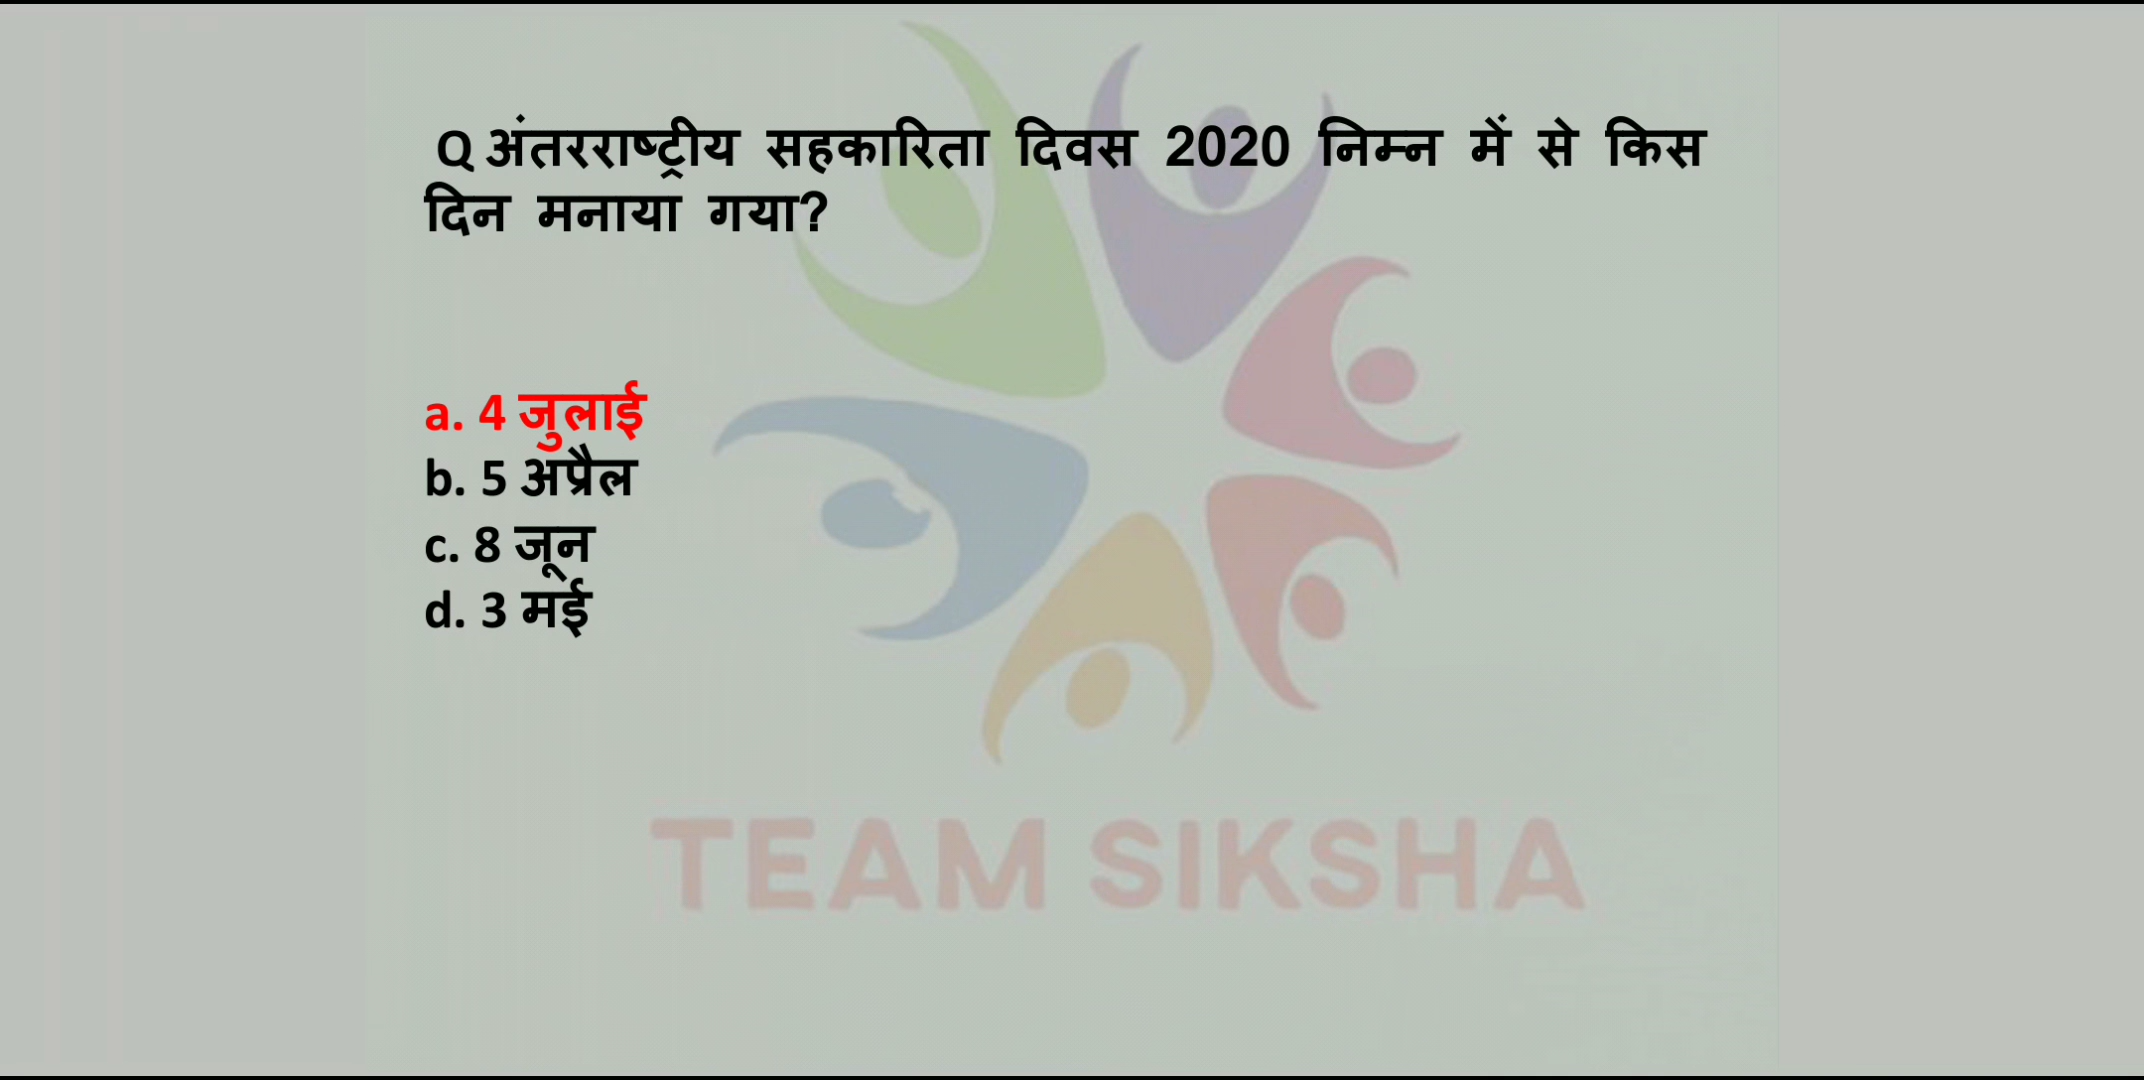 Q अंतरराष्ट्रीय सहकारिता दिवस 2020 निम्न में से किस
दिन मनाया गया?
a. 4 जुलाई
b. 5 अप्रैल
c. 8 जून
d. 3 मई
TEAM SIKSHA